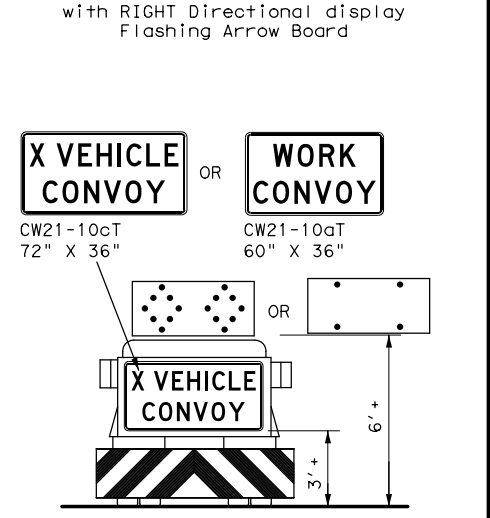 with RIGHT Directional display
Flashing Arrow Board
X VEHICLE
CONVOY
OR
WORK
CONVOY
CW21-10cT
72" X 36"
CW21-10aT
60" X 36"
OR
X VEHICLE
CONVOY
3'+
6'+